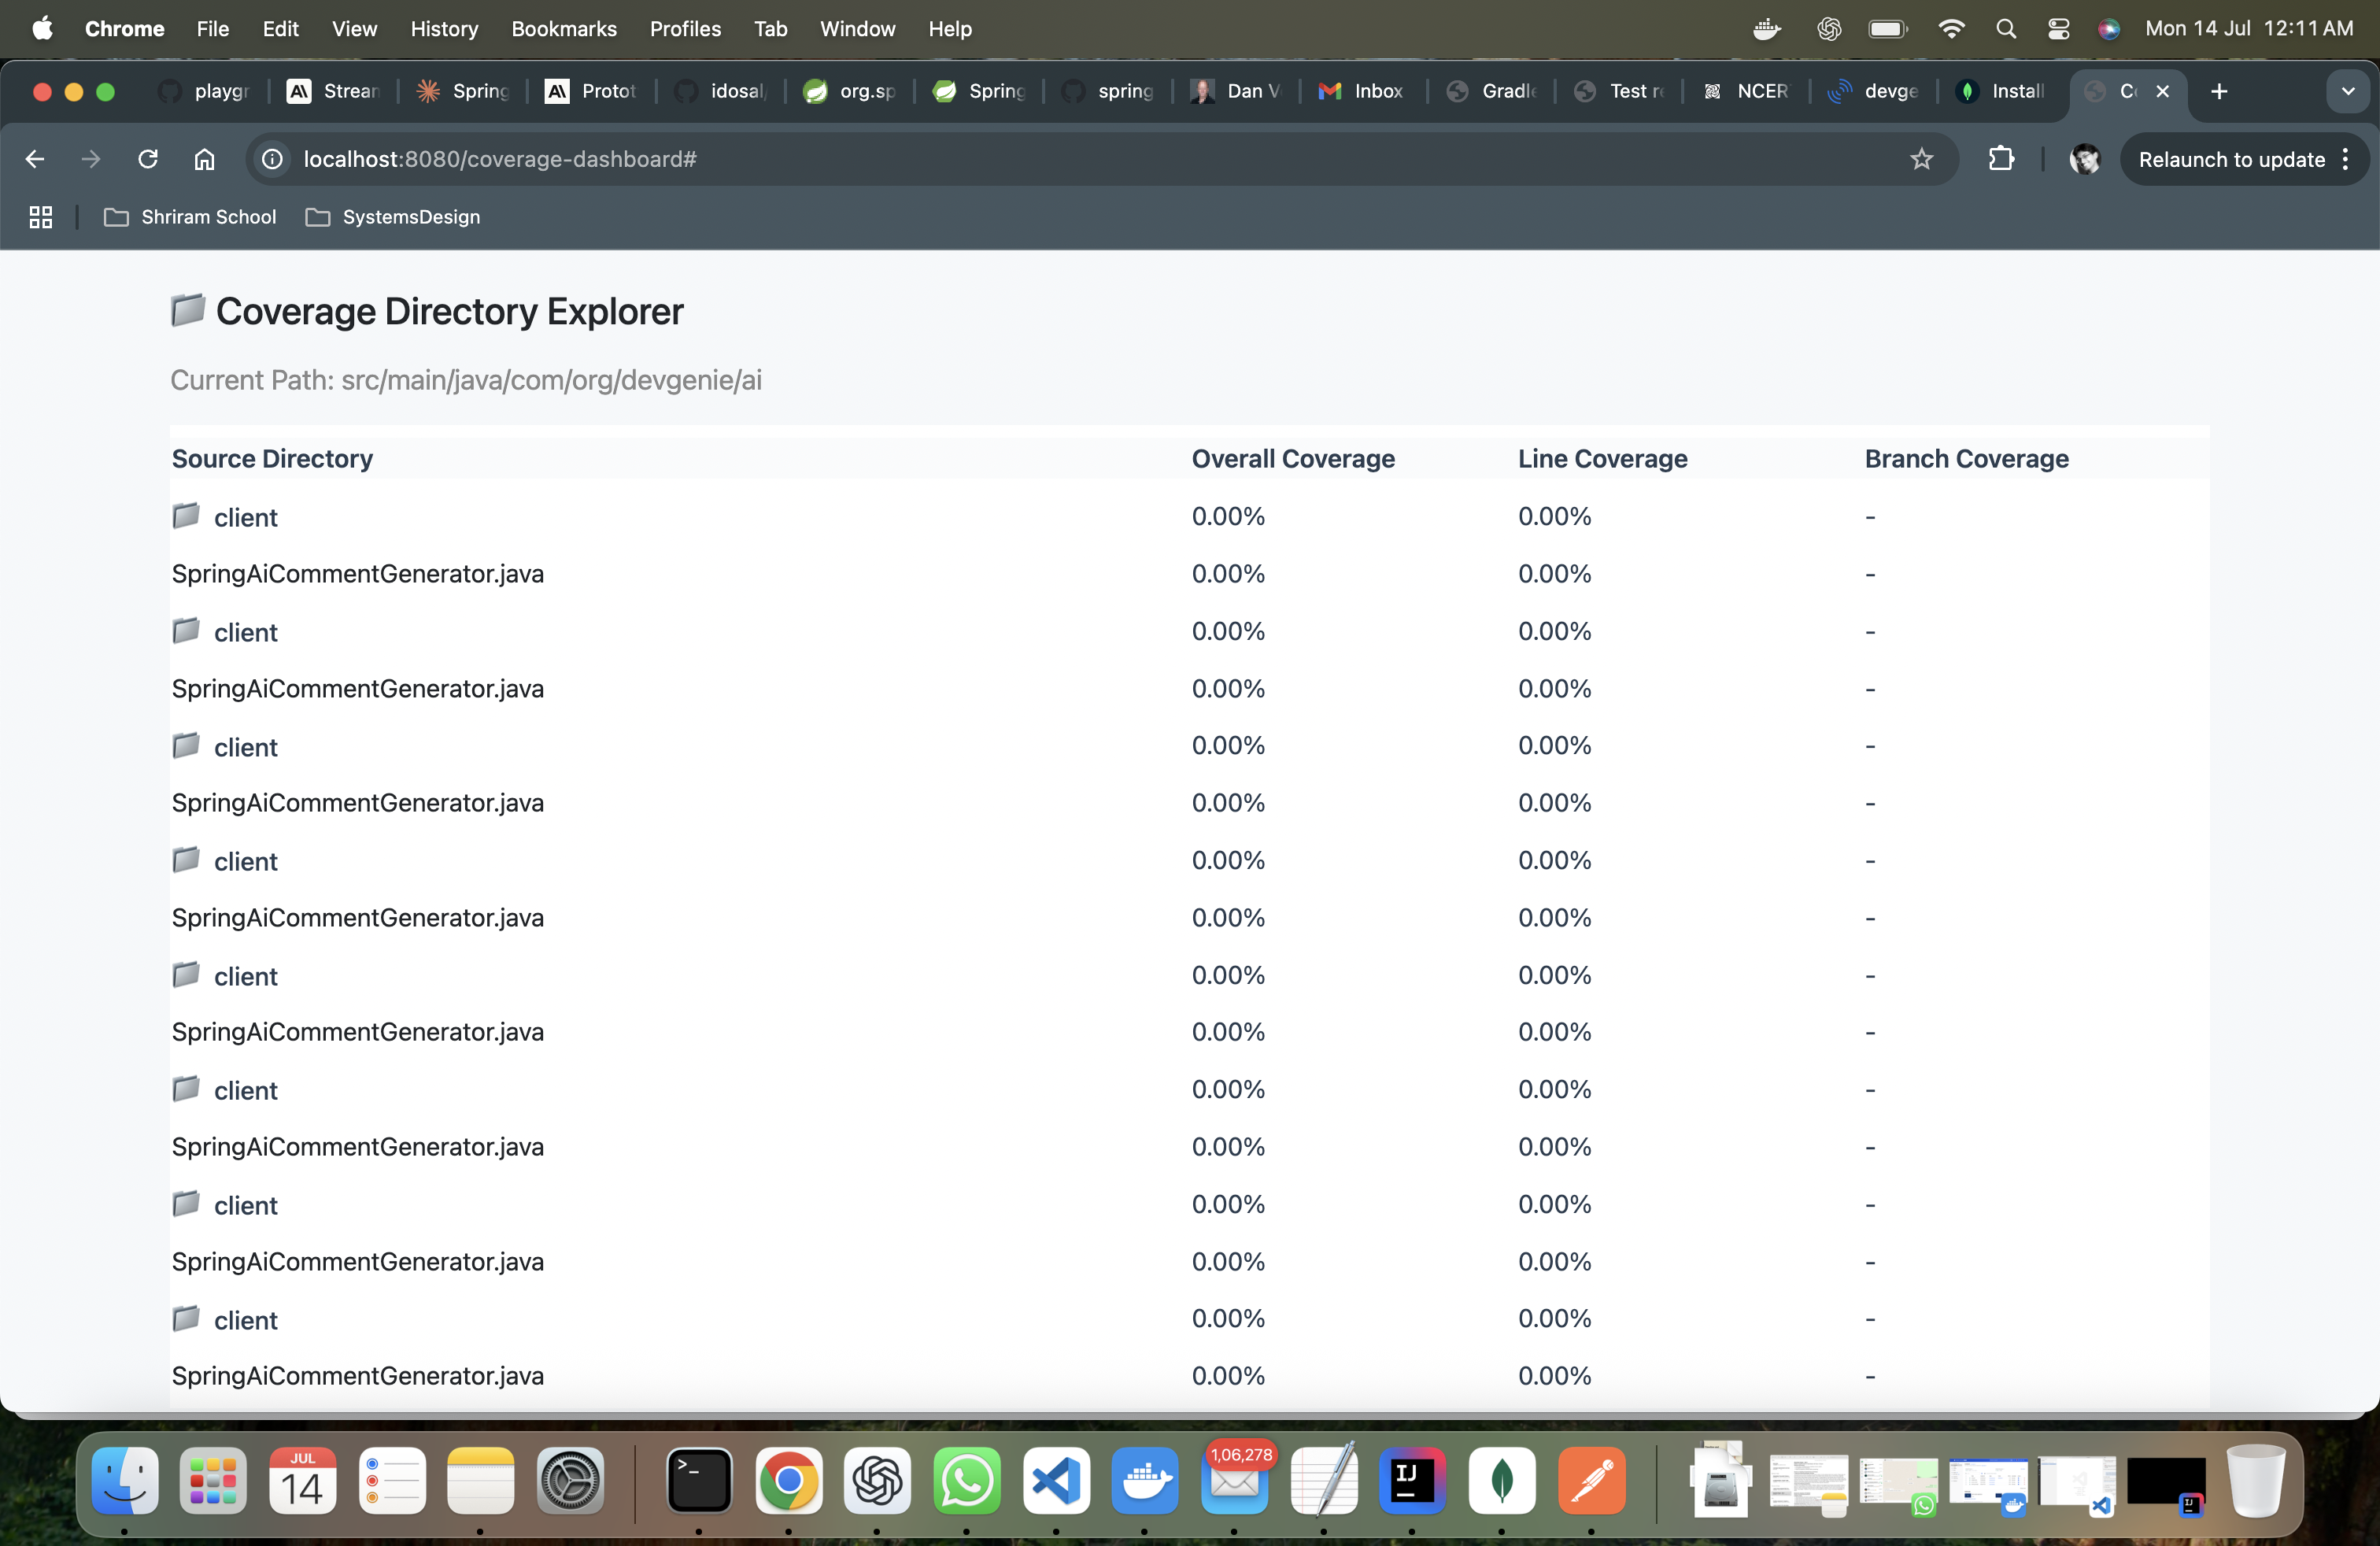 Chrome File Edit View History Bookmarks Profiles Tab Window Help Mon 14 Jul 12:11 AM
playgr Strean Spring Protot idosal org.sp Spring spring Dan V Inbox Gradle Test re NCER devge Install
localhost:8080/coverage-dashboard# Relaunch to update
Shriram School SystemsDesign
Coverage Directory Explorer
Current Path: src/main/java/com/org/devgenie/ai
Source Directory Overall Coverage Line Coverage Branch Coverage
client 0.00% 0.00% -
SpringAiCommentGenerator.java 0.00% 0.00% -
client 0.00% 0.00% -
SpringAiCommentGenerator.java 0.00% 0.00% -
client 0.00% 0.00% -
SpringAiCommentGenerator.java 0.00% 0.00% -
client 0.00% 0.00% -
SpringAiCommentGenerator.java 0.00% 0.00% -
client 0.00% 0.00% -
SpringAiCommentGenerator.java 0.00% 0.00% -
client 0.00% 0.00% -
SpringAiCommentGenerator.java 0.00% 0.00% -
client 0.00% 0.00% -
SpringAiCommentGenerator.java 0.00% 0.00% -
client 0.00% 0.00% -
SpringAiCommentGenerator.java 0.00% 0.00% -
JUL
14
1,06,278
IJ